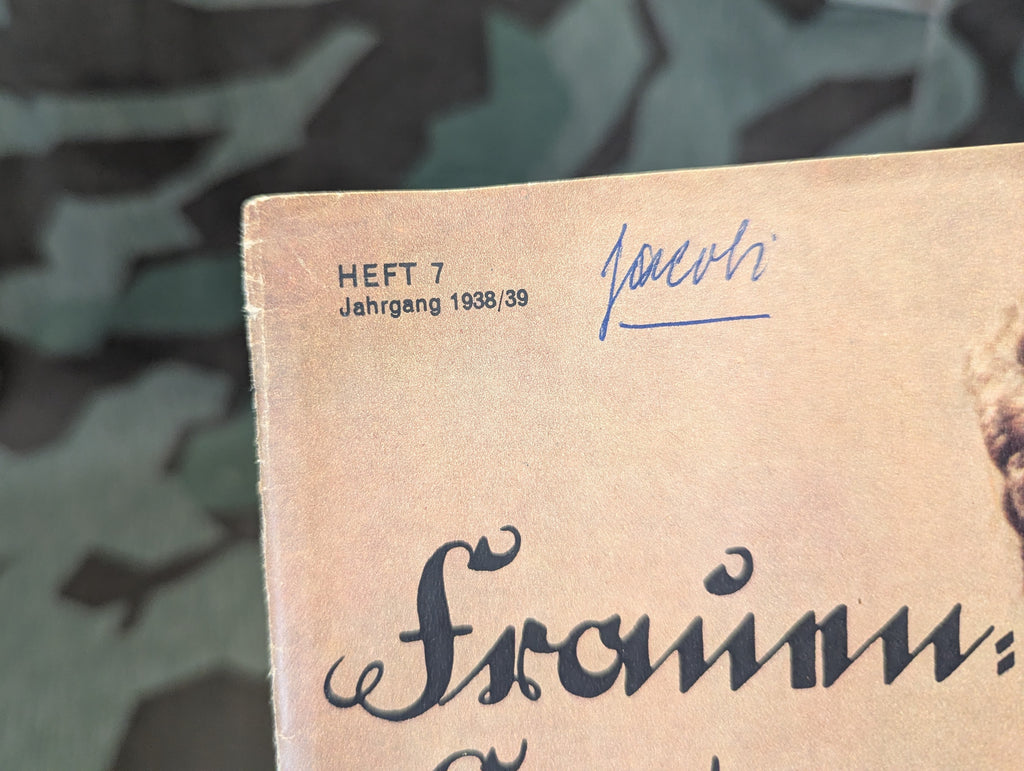 HEFT 7
Jahrgang 1938/39
Jacobi
Frauen=